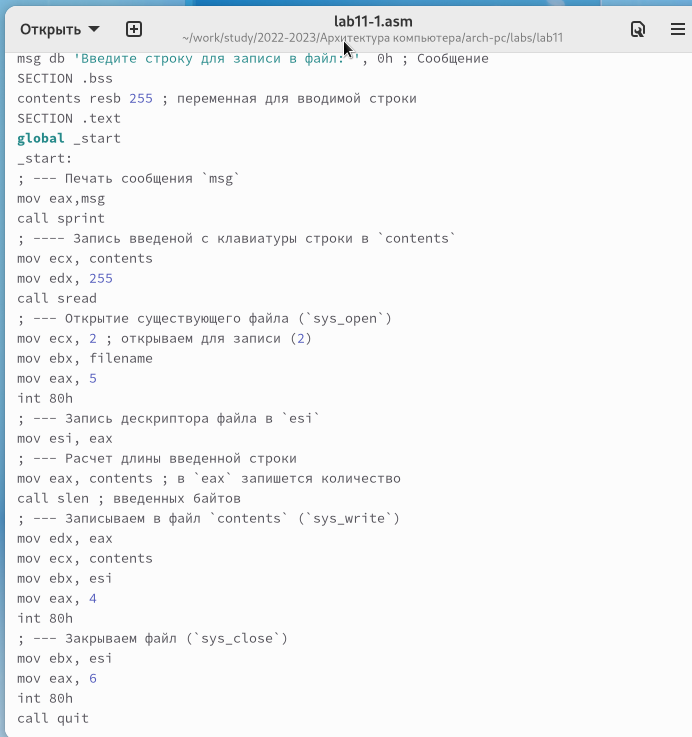 Открыть
lab11-1.asm
~/work/study/2022-2023/Архитектура компьютера/arch-pc/labs/lab11
msg db 'Введите строку для записи в файл: ', 0h ; Сообщение
SECTION .bss
contents resb 255 ; переменная для вводимой строки
SECTION .text
global _start
_start:
; --- Печать сообщения `msg`
mov eax,msg
call sprint
; ---- Запись введеной с клавиатуры строки в `contents`
mov ecx, contents
mov edx, 255
call sread
; --- Открытие существующего файла (`sys_open`)
mov ecx, 2 ; открываем для записи (2)
mov ebx, filename
mov eax, 5
int 80h
; --- Запись дескриптора файла в `esi`
mov esi, eax
; --- Расчет длины введенной строки
mov eax, contents ; в `eax` запишется количество
call slen ; введенных байтов
; --- Записываем в файл `contents` (`sys_write`)
mov edx, eax
mov ecx, contents
mov ebx, esi
mov eax, 4
int 80h
; --- Закрываем файл (`sys_close`)
mov ebx, esi
mov eax, 6
int 80h
call quit